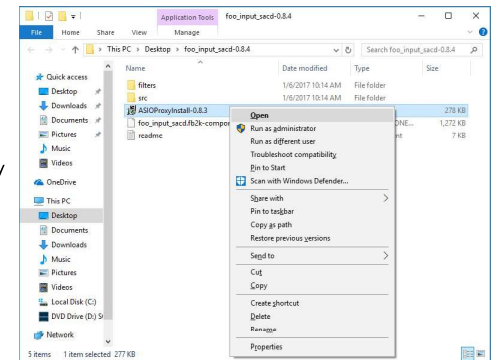 Application Tools foo_input_sacd-0.8.4
File Home Share View Manage
This PC > Desktop > foo_input_sacd-0.8.4
Search foo_input_sacd-0.8.4
Name Date modified Type Size
Quick access
Desktop
Downloads
Documents
Pictures
Music
Videos
OneDrive
This PC
Desktop
Documents
Downloads
Music
Pictures
Videos
Local Disk (C:)
DVD Drive (D:) S
Network
filters 1/6/2017 10:14 AM File folder
src 1/6/2017 10:14 AM File folder
ASIOProxyInstall-0.8.3 278 KB
foo_input_sacd.fb2k-compor ONE... 1,272 KB
readme nt 7 KB
Open
Run as administrator
Run as different user
Troubleshoot compatibility
Pin to Start
Scan with Windows Defender...
Share with >
Pin to taskbar
Copy as path
Restore previous versions
Send to >
Cut
Copy
Create shortcut
Delete
Rename
Properties
5 items 1 item selected 277 KB
y